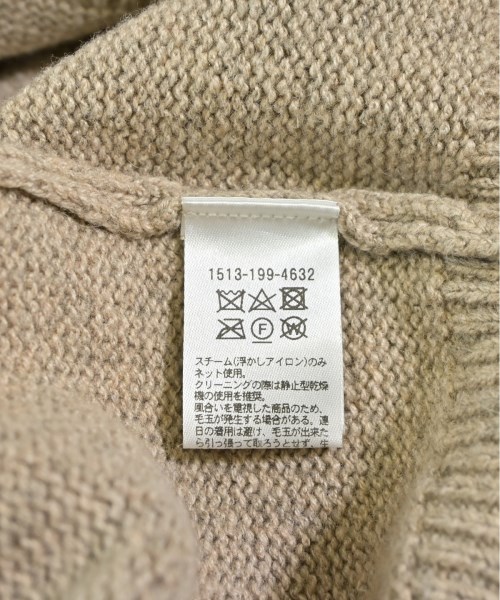 1513-199-4632
F W
スチーム(浮かしアイロン)のみ
ネット使用。
クリーニングの際は静止型乾燥
機の使用を推奨。
風合いを重視した商品のため、
毛玉が発生する場合がある。連
日の着用は避け、毛玉が出来た
ら引っ張って取ろうとせず、生